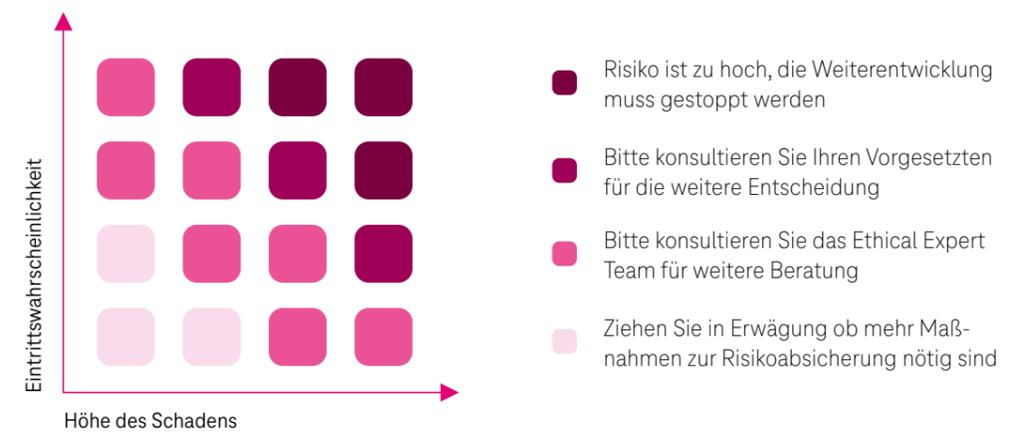 Eintrittswahrscheinlichkeit
Höhe des Schadens
Risiko ist zu hoch, die Weiterentwicklung
muss gestoppt werden
Bitte konsultieren Sie Ihren Vorgesetzten
für die weitere Entscheidung
Bitte konsultieren Sie das Ethical Expert
Team für weitere Beratung
Ziehen Sie in Erwägung ob mehr Maß-
nahmen zur Risikoabsicherung nötig sind